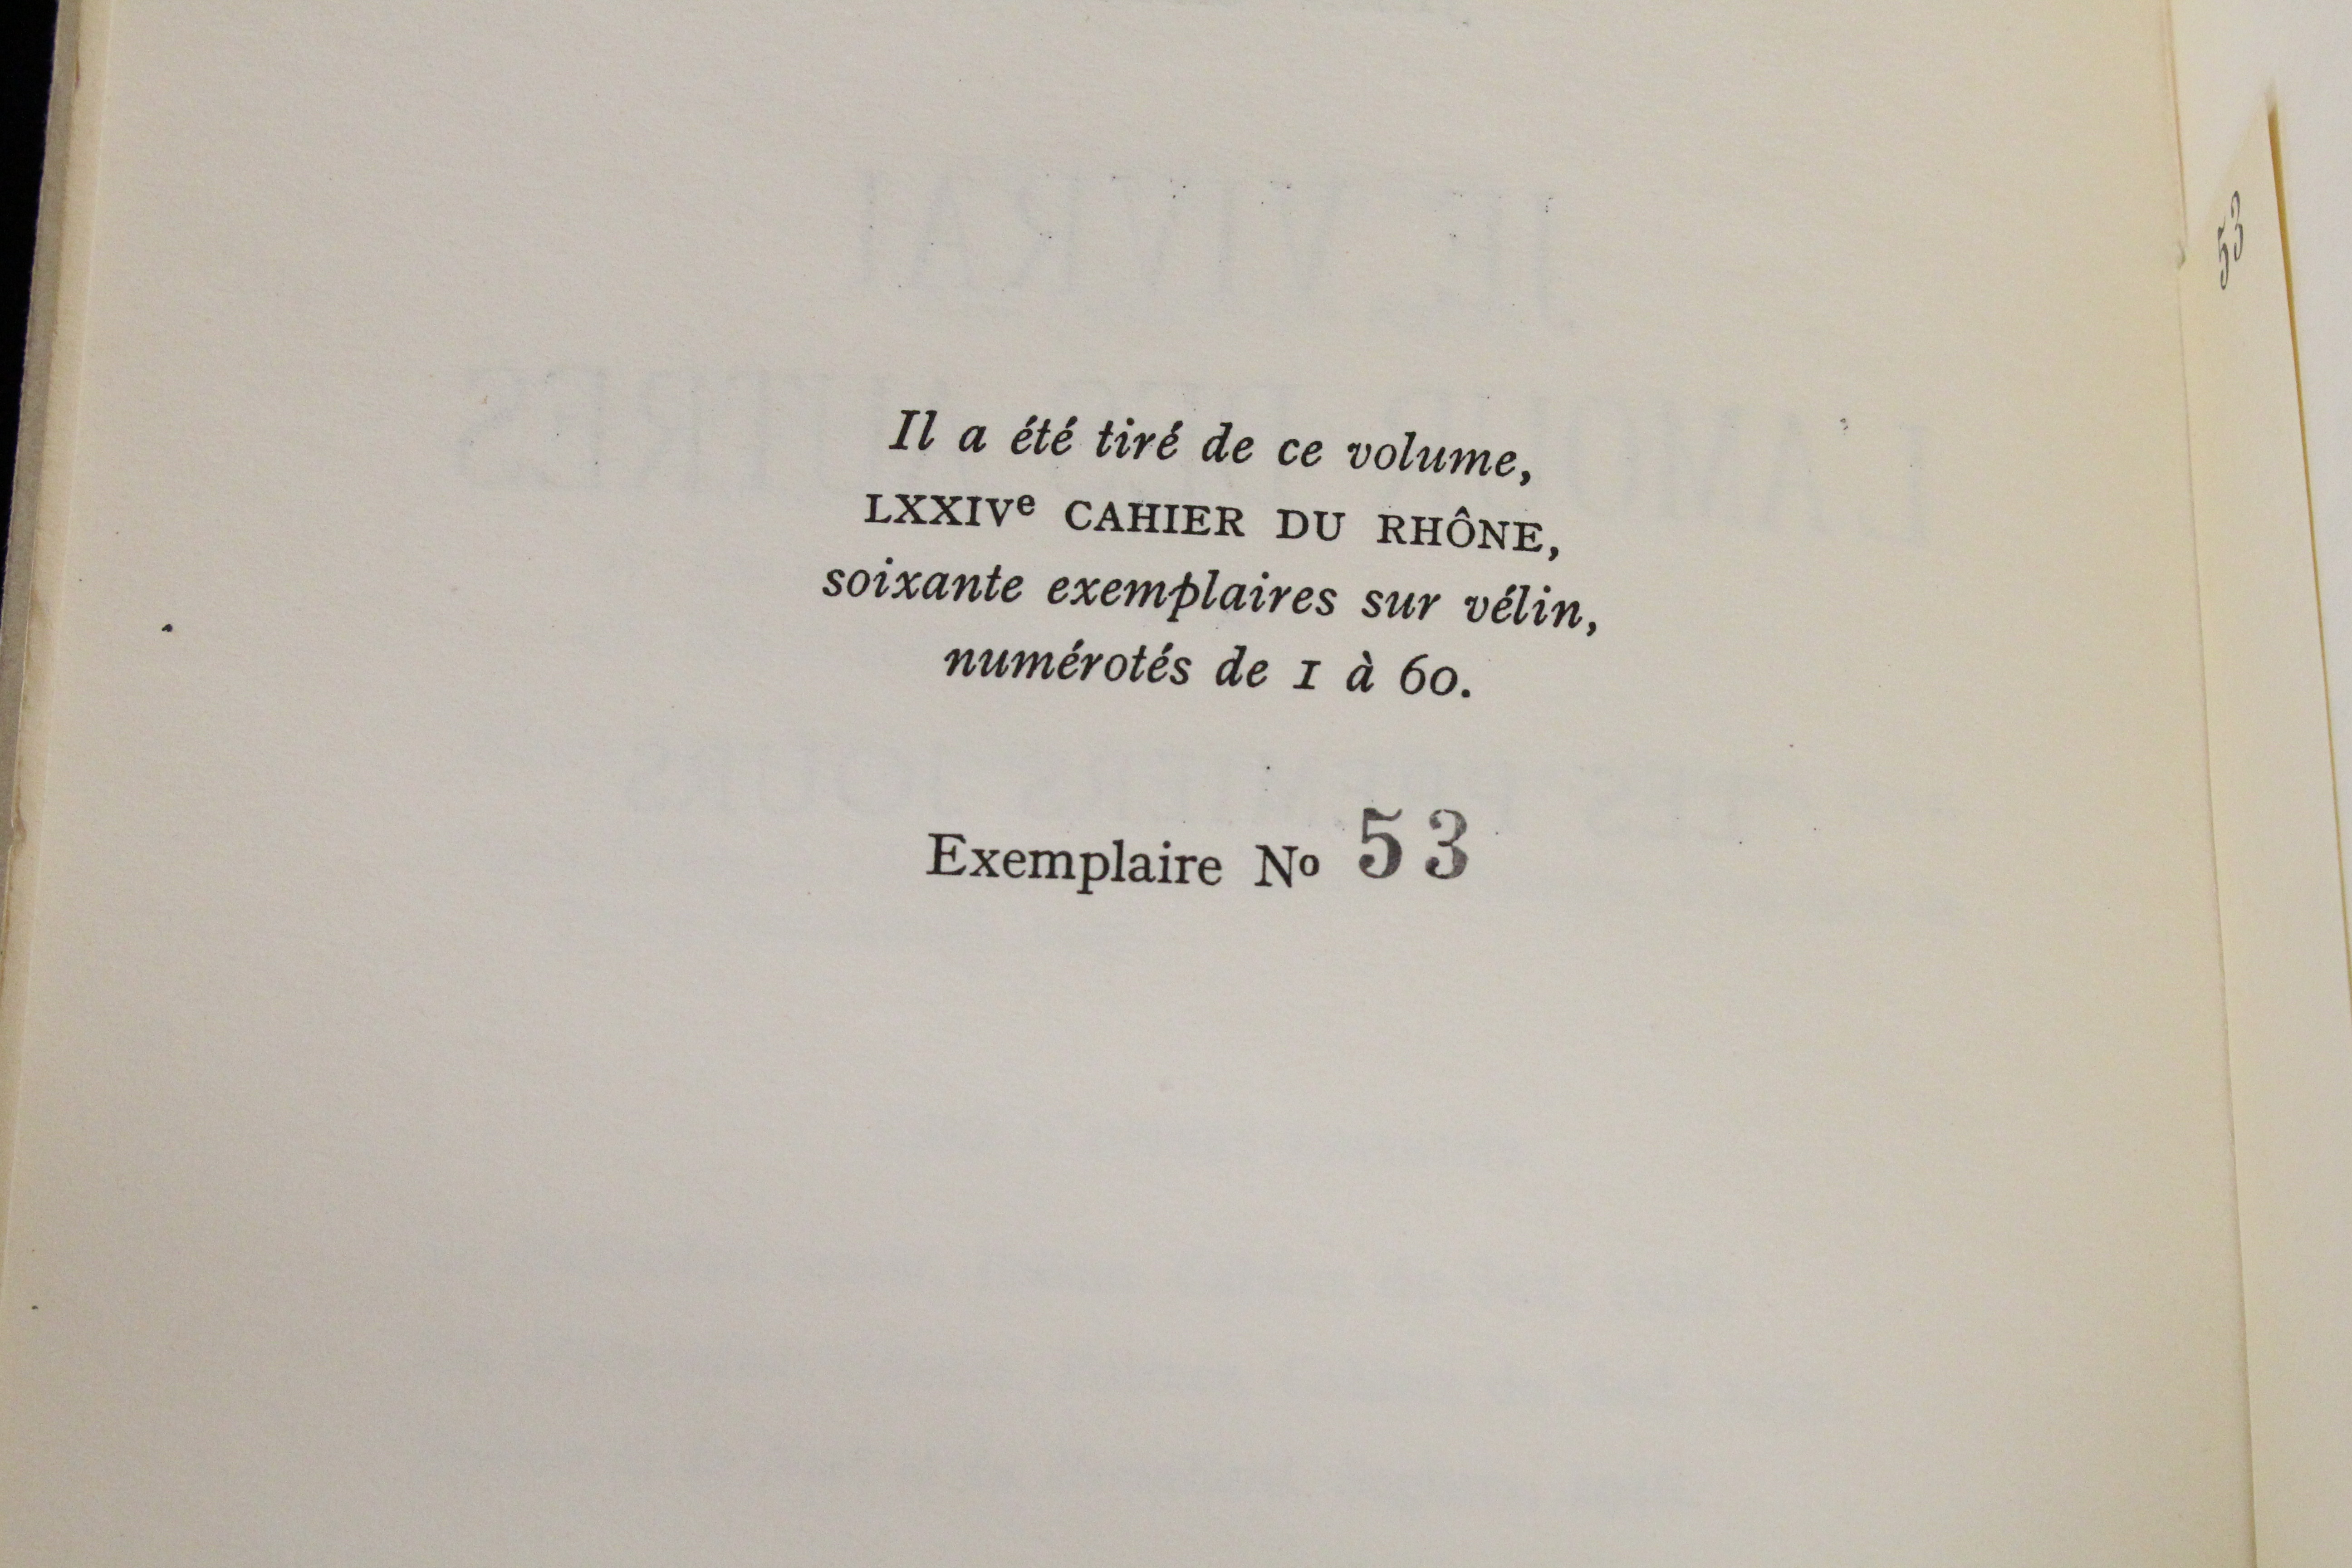 Il a été tiré de ce volume,
LXXIVe CAHIER DU RHÔNE,
soixante exemplaires sur vélin,
numérotés de 1 à 60.
Exemplaire No 53
53